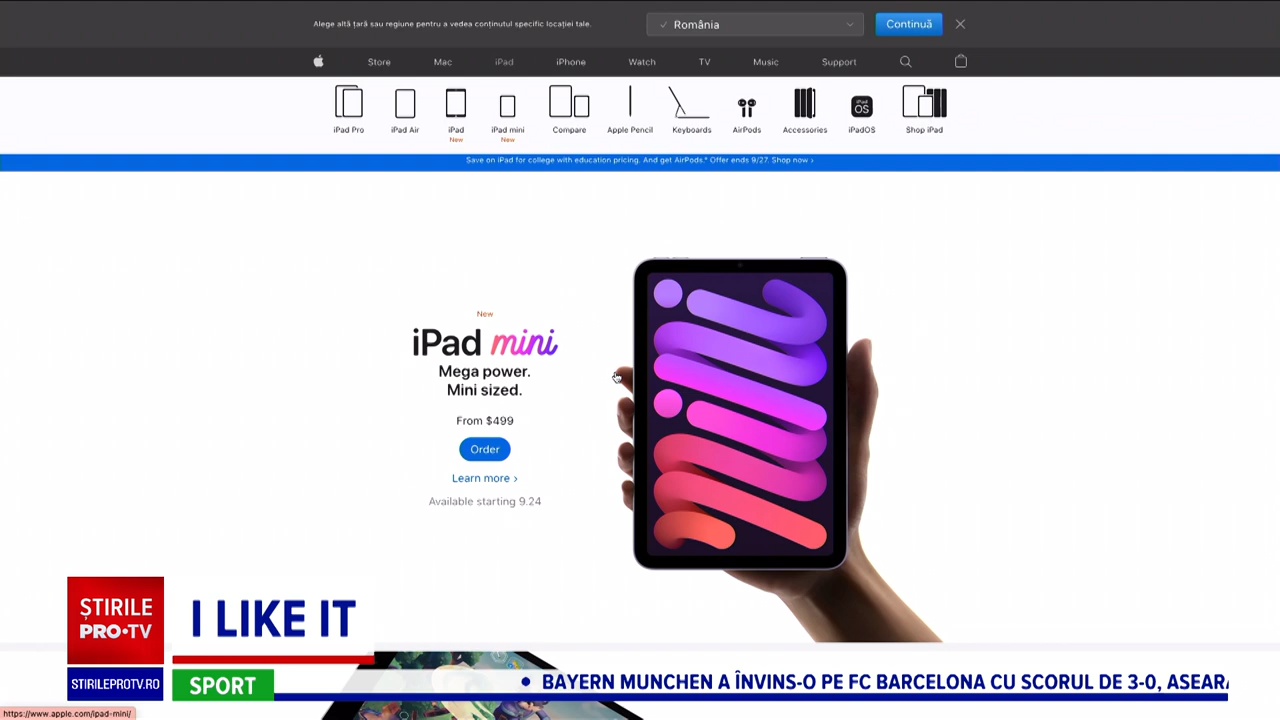 Alege altă țară sau regiune pentru a vedea conținutul specific locației tale.
România
Continuă
Store Mac iPad iPhone Watch TV Music Support
iPad Pro iPad Air iPad iPad mini Compare Apple Pencil Keyboards AirPods Accessories iPadOS Shop iPad
New New
iPad
OS
Save on iPad for college with education pricing. And get AirPods.* Offer ends 9/27. Shop now >
New
iPad mini
Mega power.
Mini sized.
From $499
Order
Learn more >
Available starting 9.24
ȘTIRILE
PRO•TV
I LIKE IT
STIRILEPROTV.RO
SPORT
• BAYERN MUNCHEN A ÎNVINS-O PE FC BARCELONA CU SCORUL DE 3-0,
https://www.apple.com/ipad-mini/